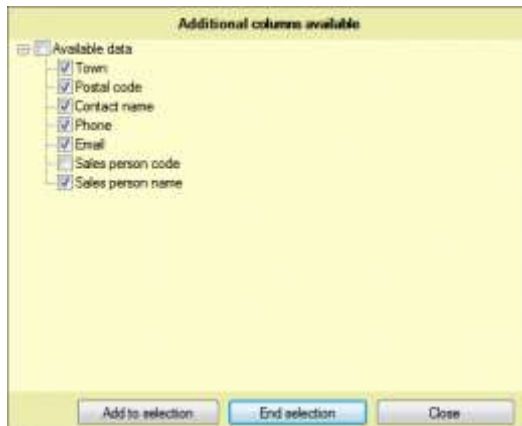 Additional columns available
Available data
Town
Postal code
Contact name
Phone
Email
Sales person code
Sales person name
Add to selection
End selection
Close